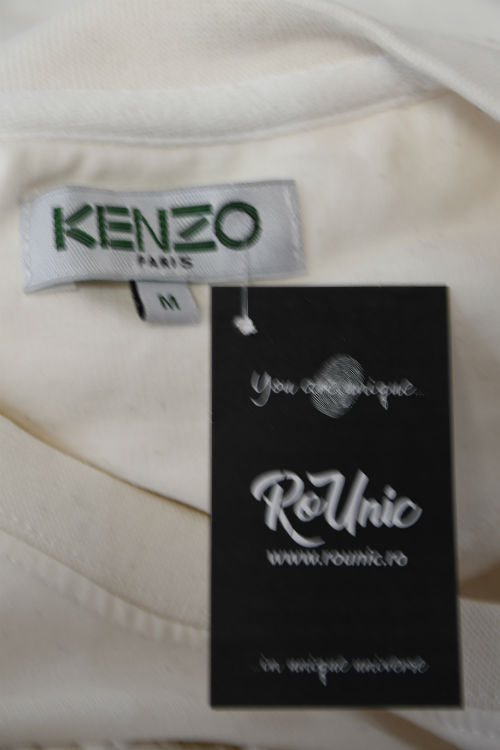 KENZO
PARIS
M
You are unique...
RoUnic
www.rounic.ro
...in unique universe